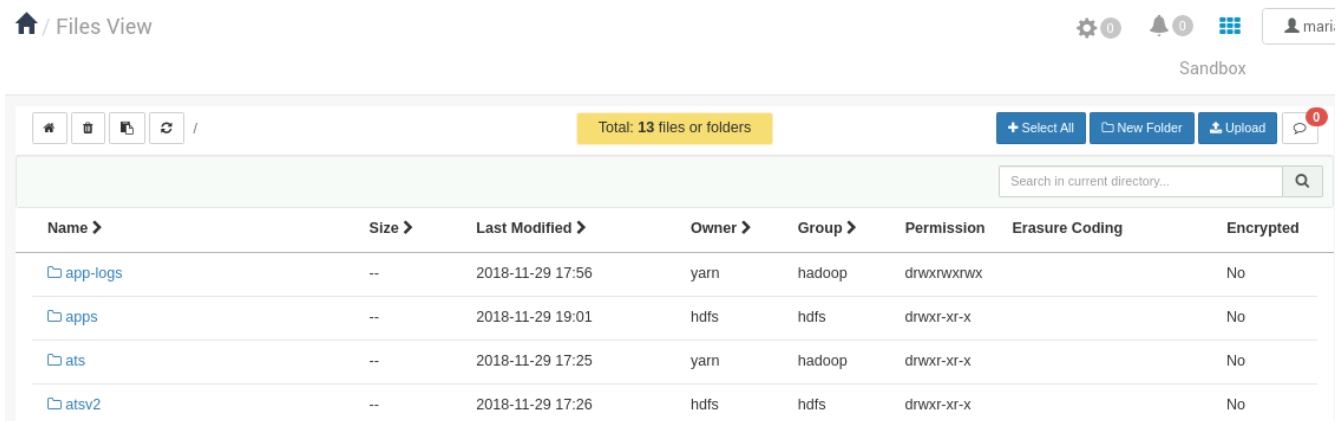 / Files View
0 0 maria
Sandbox
/ Total: 13 files or folders Select All New Folder Upload 0
Search in current directory...
Name Size Last Modified Owner Group Permission Erasure Coding Encrypted
app-logs -- 2018-11-29 17:56 yarn hadoop drwxrwxrwx No
apps -- 2018-11-29 19:01 hdfs hdfs drwxr-xr-x No
ats -- 2018-11-29 17:25 yarn hadoop drwxr-xr-x No
atsv2 -- 2018-11-29 17:26 hdfs hdfs drwxr-xr-x No